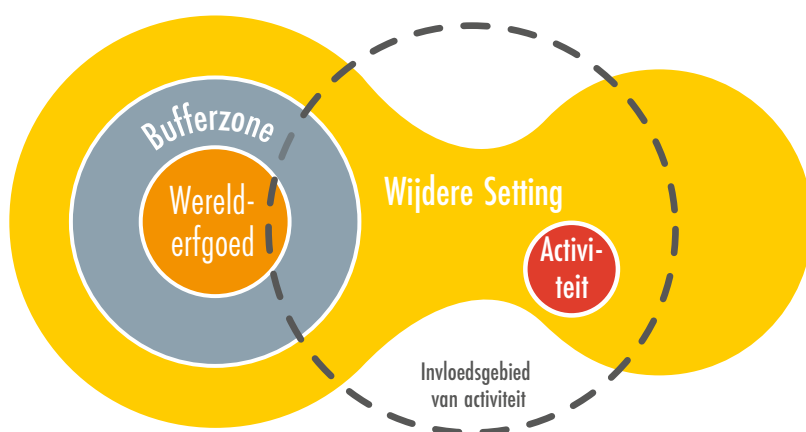 Bufferzone
Wereld-
erfgoed
Wijdere Setting
Activi-
teit
Invloedsgebied
van activiteit